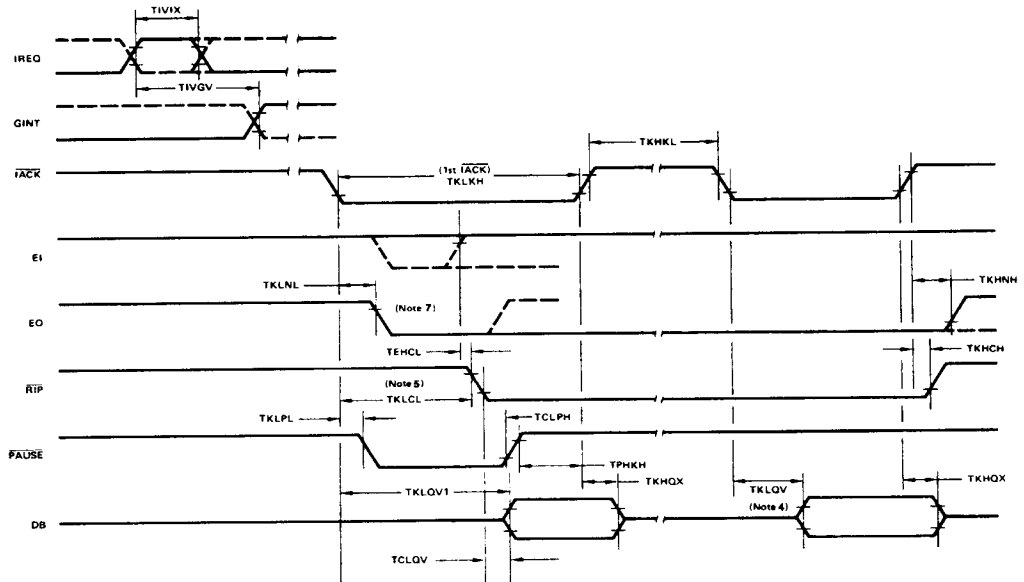 TIVIX
IREQ
TIVGV
GINT
TKHKL
IACK
(1st IACK)
TKLKH
EI
TKLNL
TKHNH
(Note 7)
EO
TEHCL
TKHCH
RIP
(Note 5)
TKLCL
TKLPL
TCLPH
PAUSE
TPHKH
TKHQX
TKLQV
TKHQX
TKLQV1
(Note 4)
DB
TCLQV